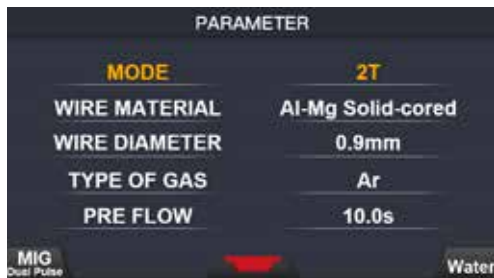 PARAMETER
MODE 2T
WIRE MATERIAL Al-Mg Solid-cored
WIRE DIAMETER 0.9mm
TYPE OF GAS Ar
PRE FLOW 10.0s
MIG
Dual Pulse
Water